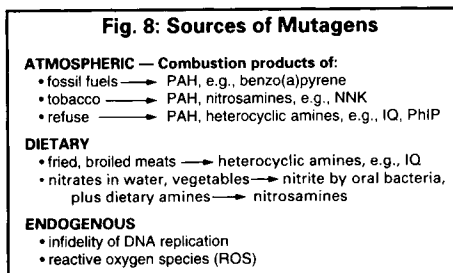 Fig. 8: Sources of Mutagens
ATMOSPHERIC — Combustion products of:
• fossil fuels → PAH, e.g., benzo(a)pyrene
• tobacco → PAH, nitrosamines, e.g., NNK
• refuse → PAH, heterocyclic amines, e.g., IQ, PhIP
DIETARY
• fried, broiled meats → heterocyclic amines, e.g., IQ
• nitrates in water, vegetables → nitrite by oral bacteria,
plus dietary amines → nitrosamines
ENDOGENOUS
• infidelity of DNA replication
• reactive oxygen species (ROS)